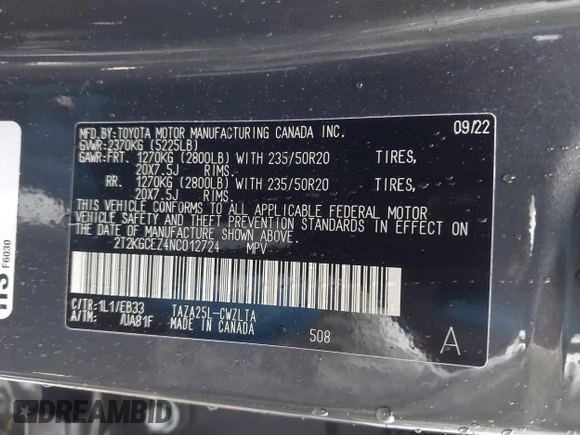 MFD.BY:TOYOTA MOTOR MANUFACTURING CANADA INC. 09/22
GVWR:2370KG (5225LB)
GAWR:FRT. 1270KG (2800LB) WITH 235/50R20 TIRES,
20X7.5J RIMS.
RR. 1270KG (2800LB) WITH 235/50R20 TIRES,
20X7.5J RIMS.
THIS VEHICLE CONFORMS TO ALL APPLICABLE FEDERAL MOTOR
VEHICLE SAFETY AND THEFT PREVENTION STANDARDS IN EFFECT ON
THE DATE OF MANUFACTURE SHOWN ABOVE.
2T2KGCEZ4NC012724 MPV
C/TR:1L1/EB33 TAZA25L-CWZLTA
A/TM: /UA81F MADE IN CANADA 508 A
F6030
DREAMBID